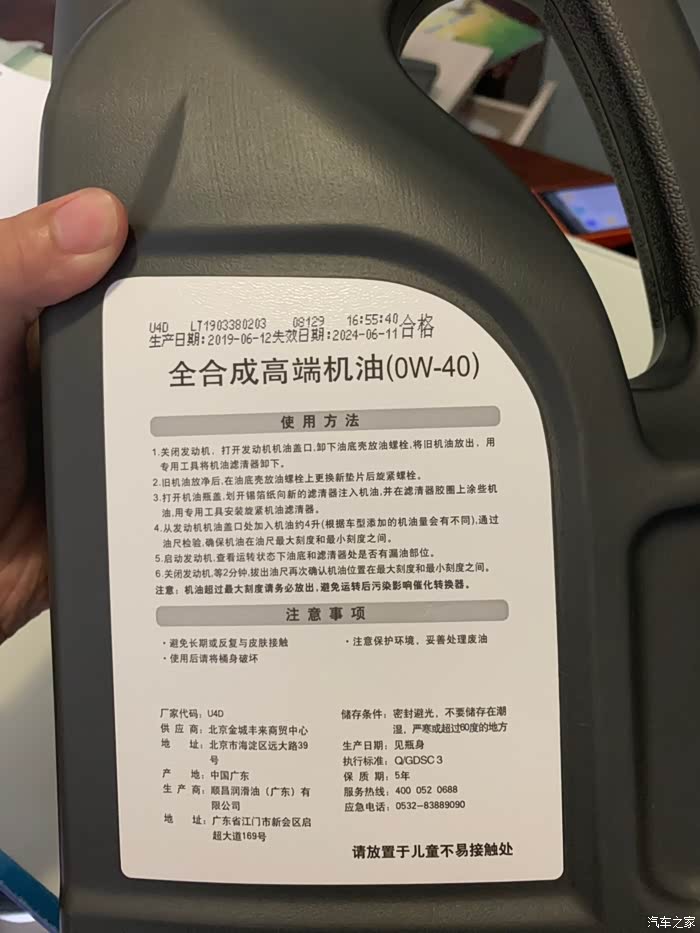 U4D LT1903380203 08129 16:55:40
生产日期:2019-06-12失效日期:2024-06-11合格
全合成高端机油(0W-40)
使用方法
1.关闭发动机，打开发动机机油盖口,卸下油底壳放油螺栓,将旧机油放出，用
专用工具将机油滤清器卸下。
2.旧机油放净后,在油底壳放油螺栓上更换新垫片后旋紧螺栓。
3.打开机油瓶盖,划开锡箔纸向新的滤清器注入机油,并在滤清器胶圈上涂些机
油,用专用工具安装旋紧机油滤清器。
4.从发动机机油盖口处加入机油约4升(根据车型添加的机油量会有不同),通过
油尺检验,确保机油在油尺最大刻度和最小刻度之间。
5.启动发动机,查看运转状态下油底和滤清器处是否有漏油部位。
6.关闭发动机,等2分钟,拔出油尺再次确认机油位置在最大刻度和最小刻度之间。
注意：机油超过最大刻度请务必放出,避免运转后污染影响催化转换器。
注意事项
·避免长期或反复与皮肤接触
·使用后请将桶身破坏
·注意保护环境，妥善处理废油
厂家代码：U4D
供应商：北京金城丰来商贸中心
地址：北京市海淀区远大路39
号
产地：中国广东
生产商：顺昌润滑油（广东）有
限公司
地址：广东省江门市新会区启
超大道169号
储存条件：密封避光，不要储存在潮
湿，严寒或超过60度的地方
生产日期：见瓶身
执行标准：Q/GDSC 3
保质期：5年
服务热线：400 052 0688
应急电话：0532-83889090
请放置于儿童不易接触处
汽车之家